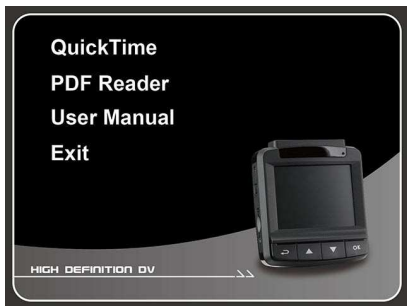 QuickTime
PDF Reader
User Manual
Exit
OK
HIGH DEFINITION DV